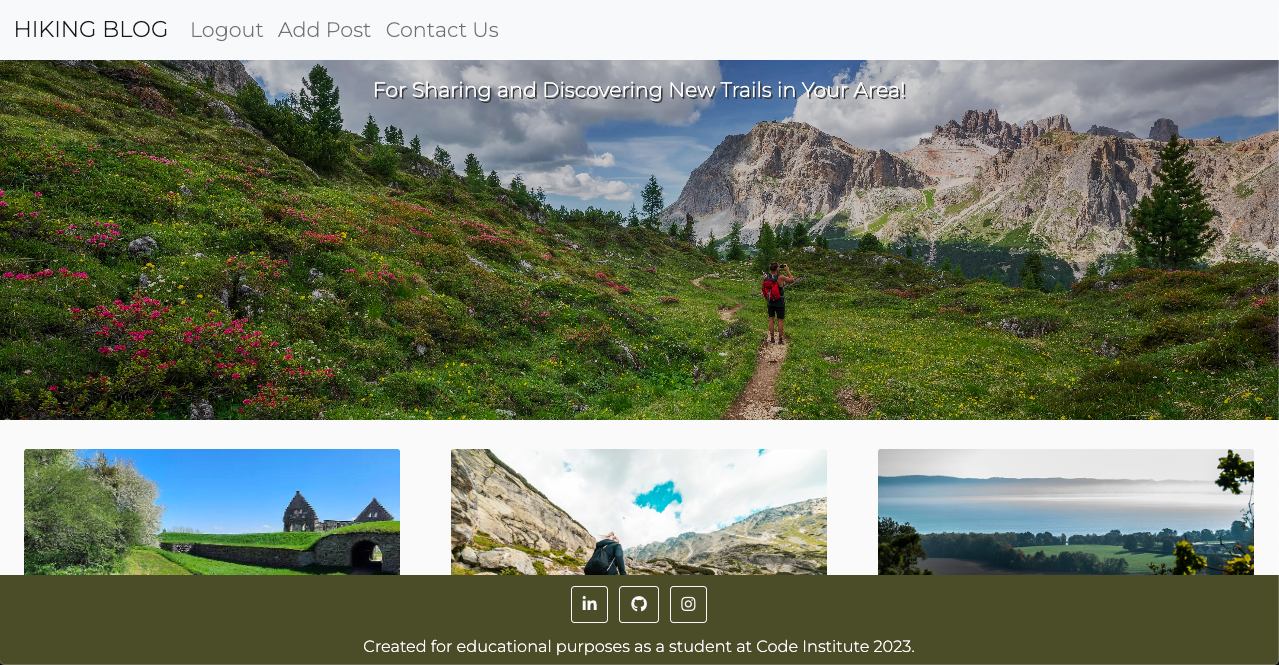 HIKING BLOG Logout Add Post Contact Us
For Sharing and Discovering New Trails in Your Area!
in
Created for educational purposes as a student at Code Institute 2023.